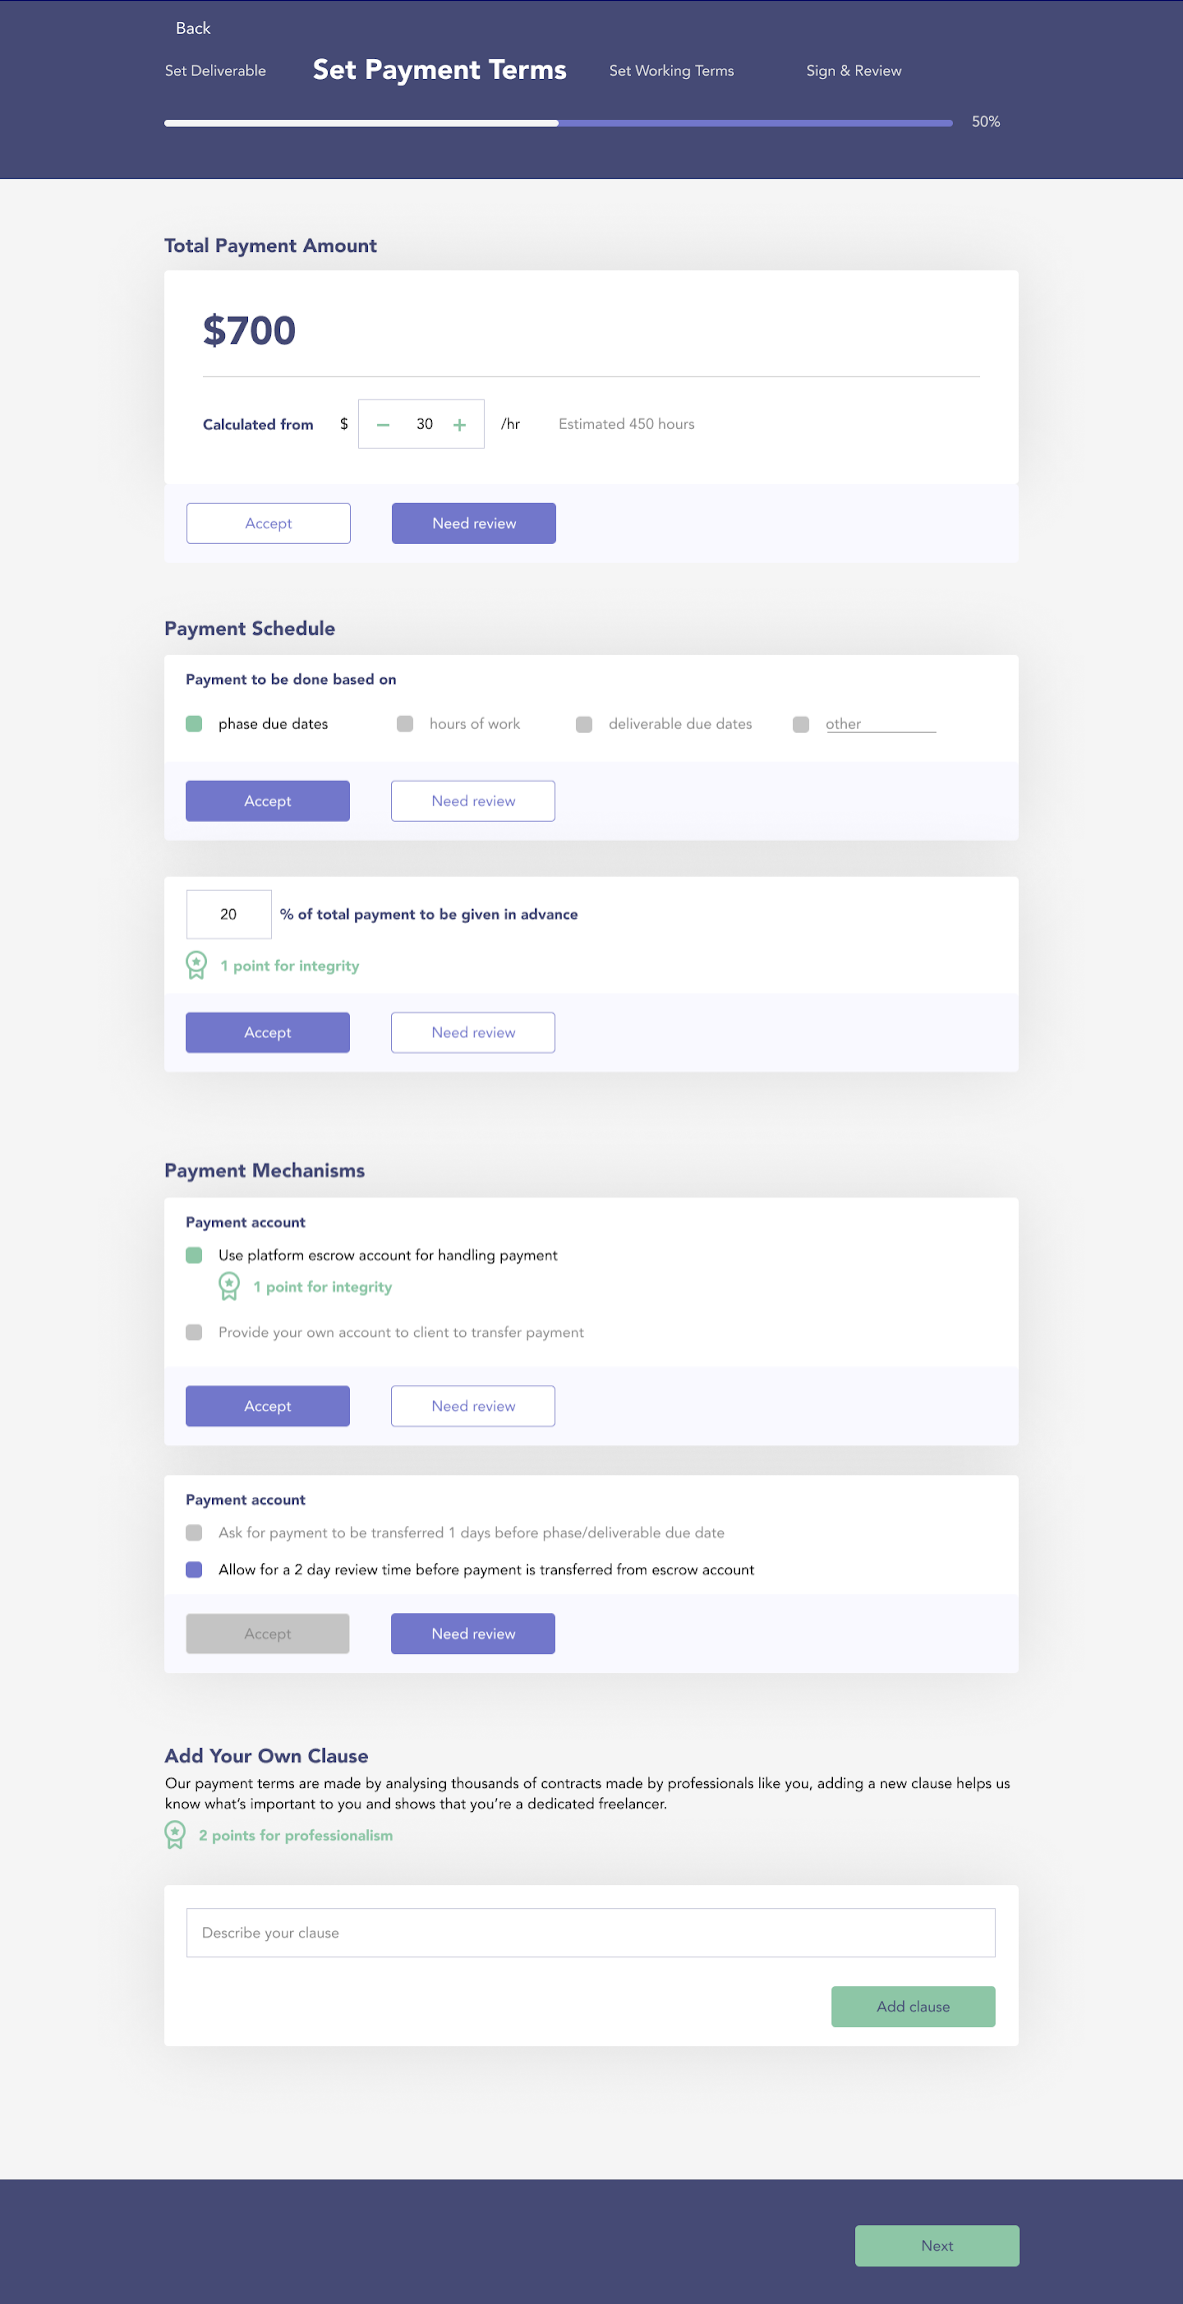 Back
Set Deliverable Set Payment Terms Set Working Terms Sign & Review
50%
Total Payment Amount
$700
Calculated from $ − 30 + /hr Estimated 450 hours
Accept Need review
Payment Schedule
Payment to be done based on
phase due dates hours of work deliverable due dates other
Accept Need review
20 % of total payment to be given in advance
1 point for integrity
Accept Need review
Payment Mechanisms
Payment account
Use platform escrow account for handling payment
1 point for integrity
Provide your own account to client to transfer payment
Accept Need review
Payment account
Ask for payment to be transferred 1 days before phase/deliverable due date
Allow for a 2 day review time before payment is transferred from escrow account
Accept Need review
Add Your Own Clause
Our payment terms are made by analysing thousands of contracts made by professionals like you, adding a new clause helps us
know what’s important to you and shows that you’re a dedicated freelancer.
2 points for professionalism
Describe your clause
Add clause
Next